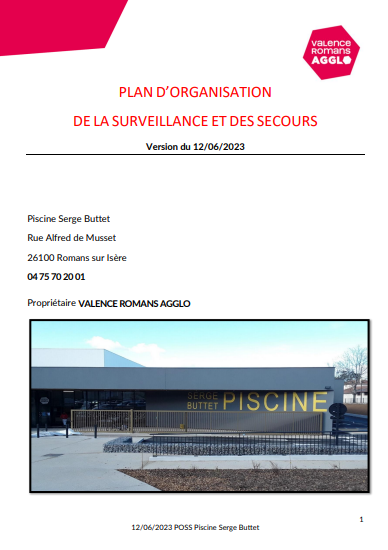 valence
Romans
AGGLO
PLAN D'ORGANISATION
DE LA SURVEILLANCE ET DES SECOURS
Version du 12/06/2023
Piscine Serge Buttet
Rue Alfred de Musset
26100 Romans sur Isère
04 75 70 20 01
Propriétaire VALENCE ROMANS AGGLO
SERGE
BUTTET PISCINE
1
12/06/2023 POSS Piscine Serge Buttet